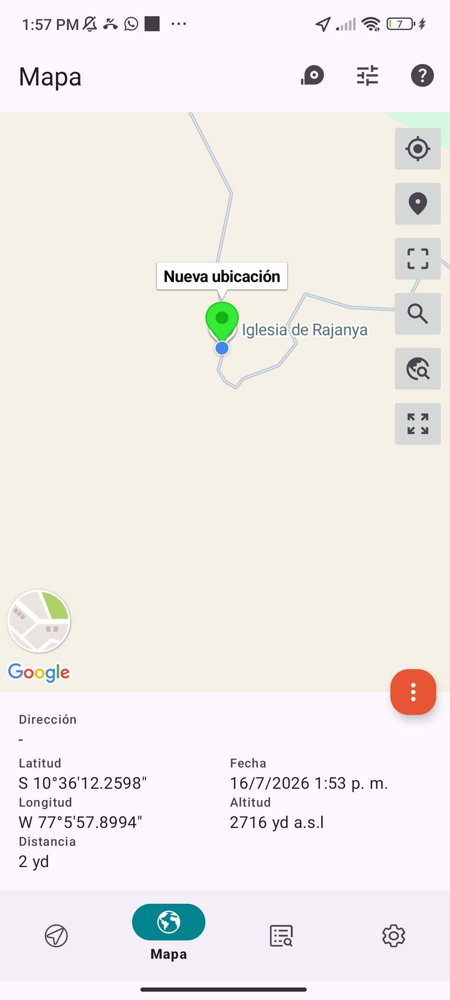 1:57 PM
7
Mapa
Nueva ubicación
Iglesia de Rajanya
Google
Dirección
-
Latitud
Fecha
S 10°36'12.2598"
16/7/2026 1:53 p. m.
Longitud
Altitud
W 77°5'57.8994"
2716 yd a.s.l
Distancia
2 yd
Mapa